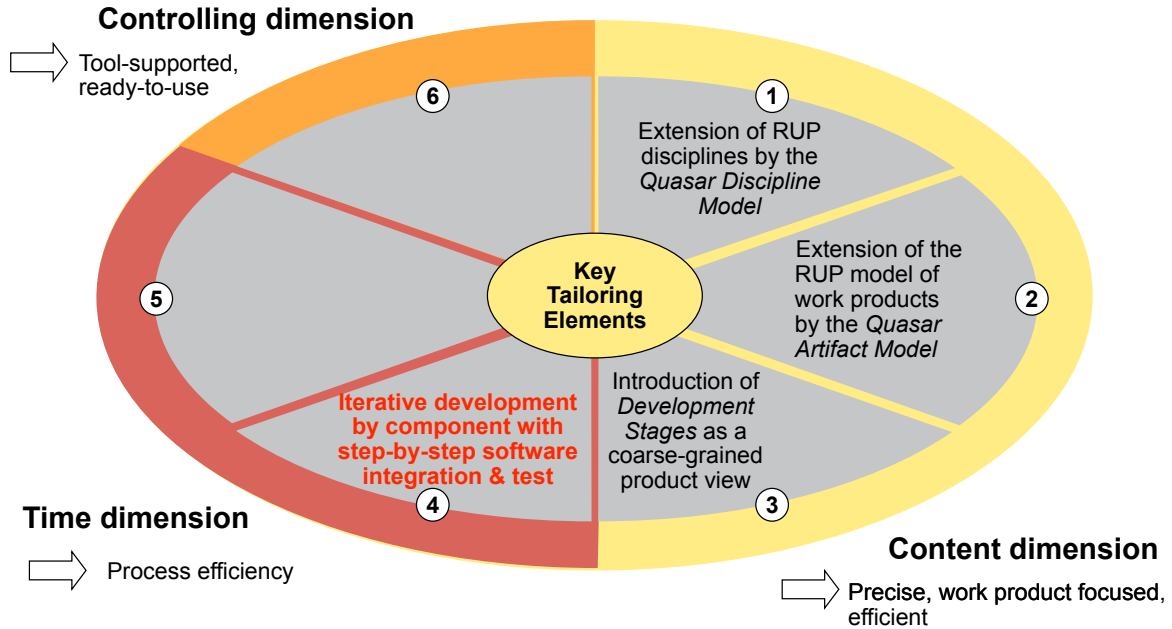 Controlling dimension
Tool-supported,
ready-to-use
6
1
Extension of RUP
disciplines by the
Quasar Discipline
Model
Extension of the
RUP model of
work products
by the Quasar
Artifact Model
2
Key
Tailoring
Elements
5
Iterative development
by component with
step-by-step software
integration & test
4
Introduction of
Development
Stages as a
coarse-grained
product view
3
Time dimension
Process efficiency
Content dimension
Precise, work product focused,
efficient